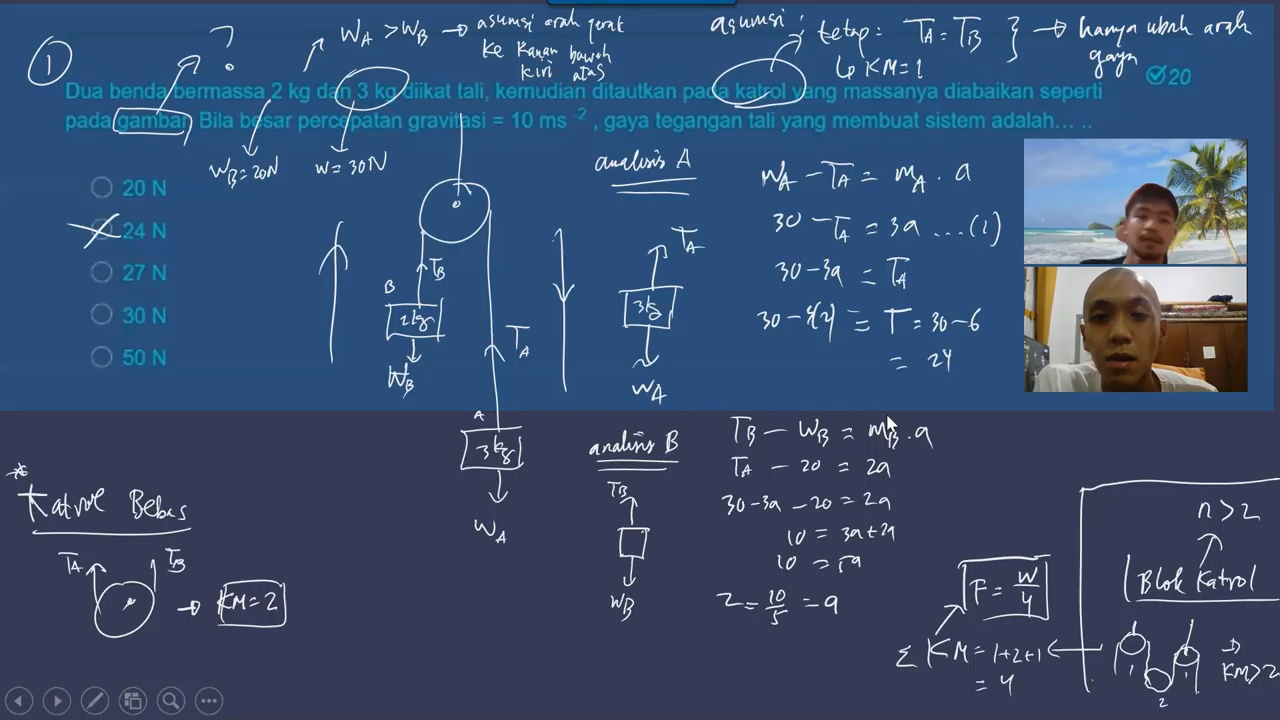 ①
?
W_A > W_B → asumsi arah gerak
ke kanan bawah
kiri atas
asumsi :
tetap: T_A = T_B } → hanya ubah arah
gaya
↳ KM = 1
Dua benda bermassa 2 kg dan 3 kg diikat tali, kemudian ditautkan pada katrol yang massanya diabaikan seperti
20
pada gambar. Bila besar percepatan gravitasi = 10 ms -2 , gaya tegangan tali yang membuat sistem adalah... ..
W_B = 20N
W = 30N
20 N
24 N
27 N
30 N
50 N
B
T_B
2kg
W_B
T_A
A
3kg
W_A
analisis A
T_A
3kg
W_A
W_A - T_A = m_A . a
30 - T_A = 3a ...(1)
30 - 3a = T_A
30 - 3(2) = T = 30 - 6
= 24
analisis B
T_B
W_B
T_B - W_B = m_B . a
T_A - 20 = 2a
30 - 3a - 20 = 2a
10 = 3a + 2a
10 = 5a
2 = 10/5 = a
*
Katrol Bebas
T_A
T_B
→ KM = 2
n > 2
Blok Katrol
F = W/4
Σ KM = 1+2+1
= 4
1
2
1
→
KM > 2